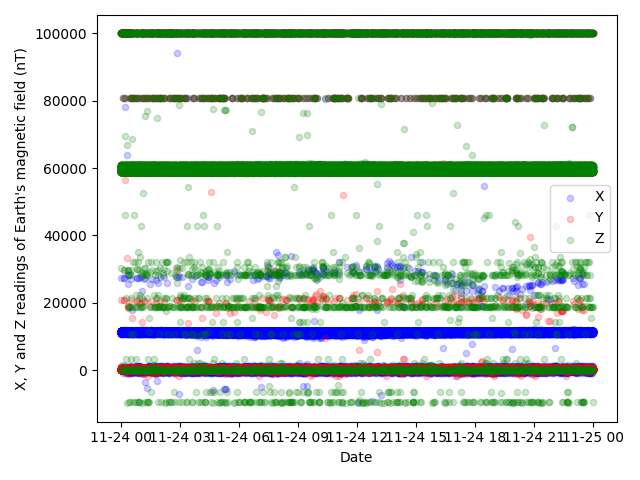 X, Y and Z readings of Earth's magnetic field (nT)
100000
80000
60000
40000
20000
0
X
Y
Z
11-24 00 11-24 03 11-24 06 11-24 09 11-24 12 11-24 15 11-24 18 11-24 21 11-25 00
Date